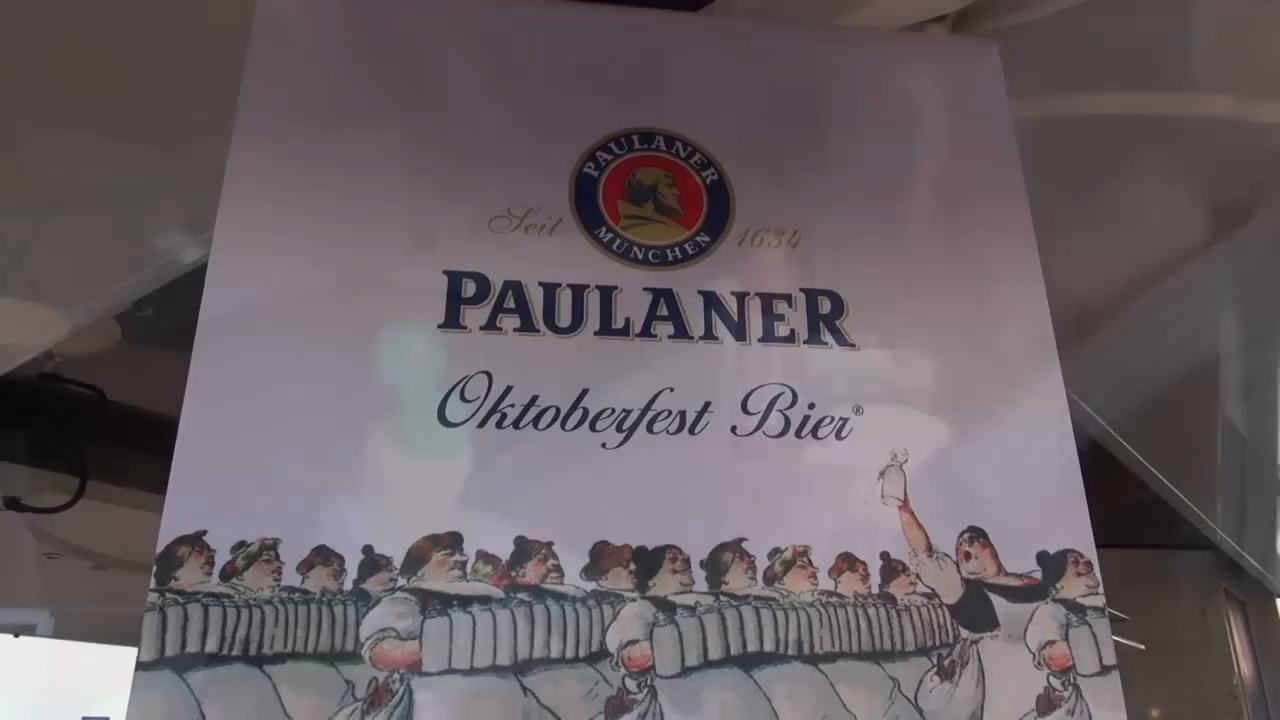 PAULANER
MÜNCHEN
Seit 1634
PAULANER
Oktoberfest Bier®